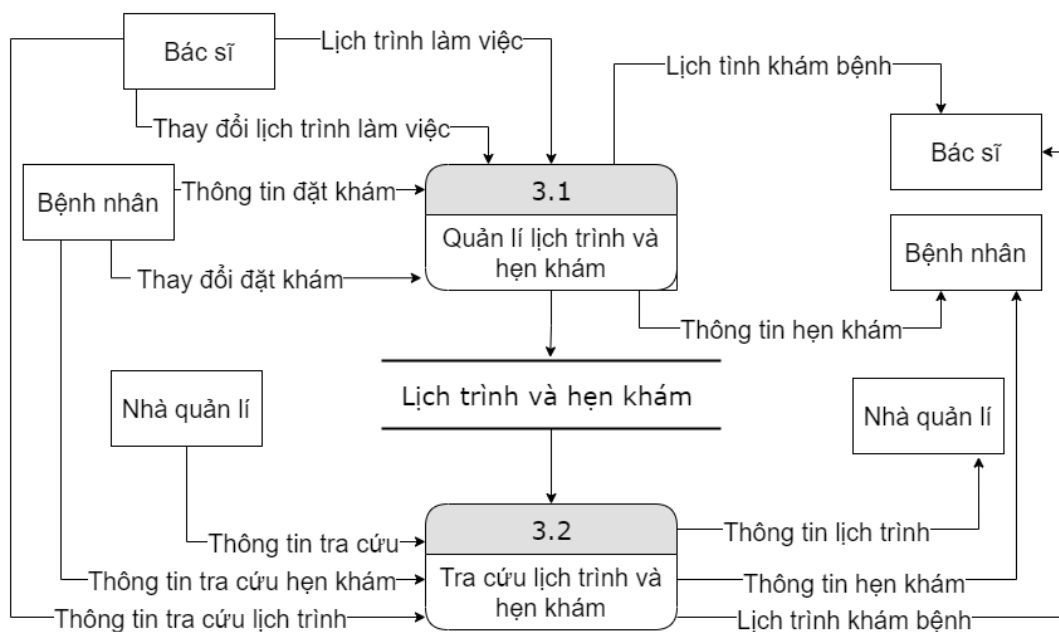 Bác sĩ
Lịch trình làm việc
Lịch tình khám bệnh
Thay đổi lịch trình làm việc
Bác sĩ
Bệnh nhân
Thông tin đặt khám
3.1
Quản lí lịch trình và
hẹn khám
Bệnh nhân
Thay đổi đặt khám
Thông tin hẹn khám
Lịch trình và hẹn khám
Nhà quản lí
Nhà quản lí
3.2
Thông tin tra cứu
Thông tin lịch trình
Tra cứu lịch trình và
hẹn khám
Thông tin tra cứu hẹn khám
Thông tin hẹn khám
Thông tin tra cứu lịch trình
Lịch trình khám bệnh